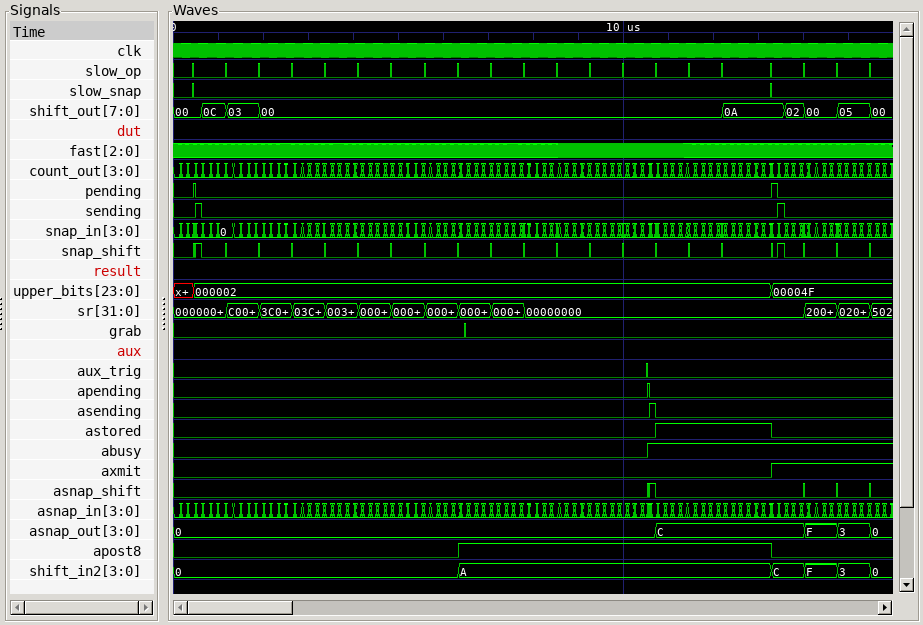 Signals
Waves
Time
0
10 us
clk
slow_op
slow_snap
shift_out[7:0]
00 0C 03 00 0A 02 00 05 00
dut
fast[2:0]
count_out[3:0]
pending
sending
snap_in[3:0]
0
snap_shift
result
upper_bits[23:0]
x+ 000002 00004F
sr[31:0]
000000+ C00+ 3C0+ 03C+ 003+ 000+ 000+ 000+ 000+ 000+ 00000000 200+ 020+ 502
grab
aux
aux_trig
apending
asending
astored
abusy
axmit
asnap_shift
asnap_in[3:0]
asnap_out[3:0]
0 C F 3 0
apost8
shift_in2[3:0]
0 A C F 3 0